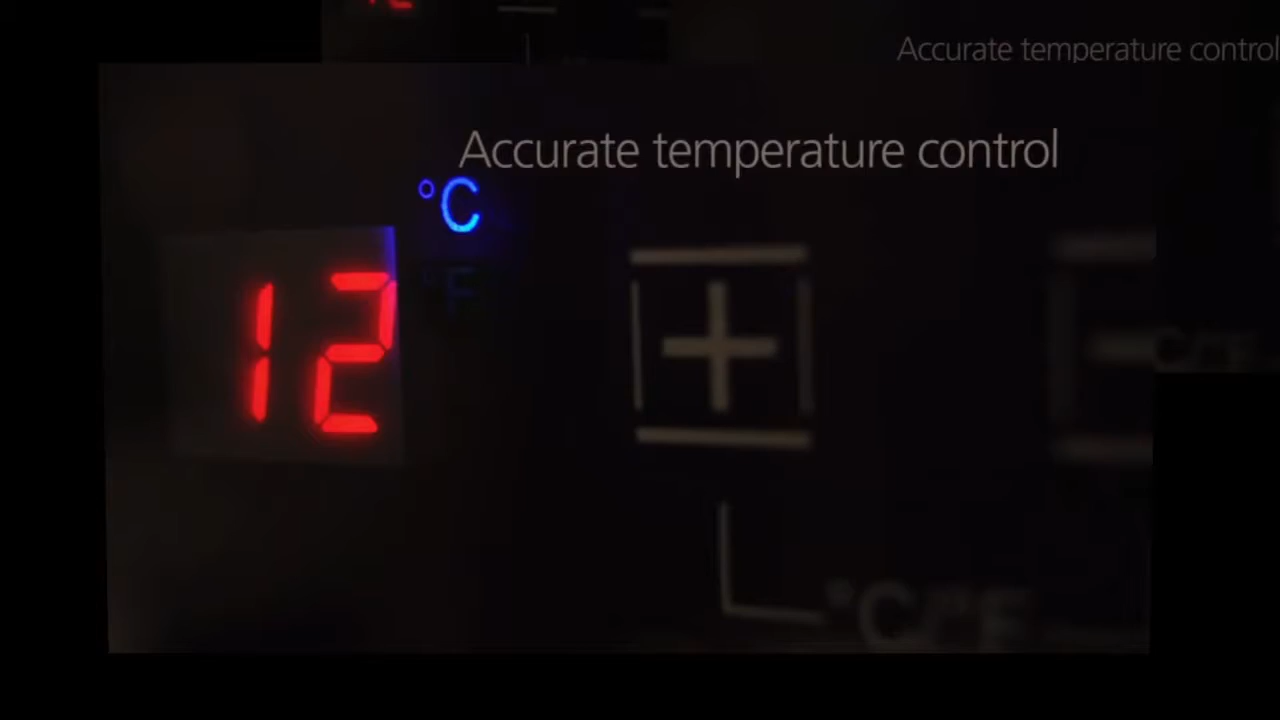 Accurate temperature control
Accurate temperature control
°C
°F
12
+
-
°C/°F